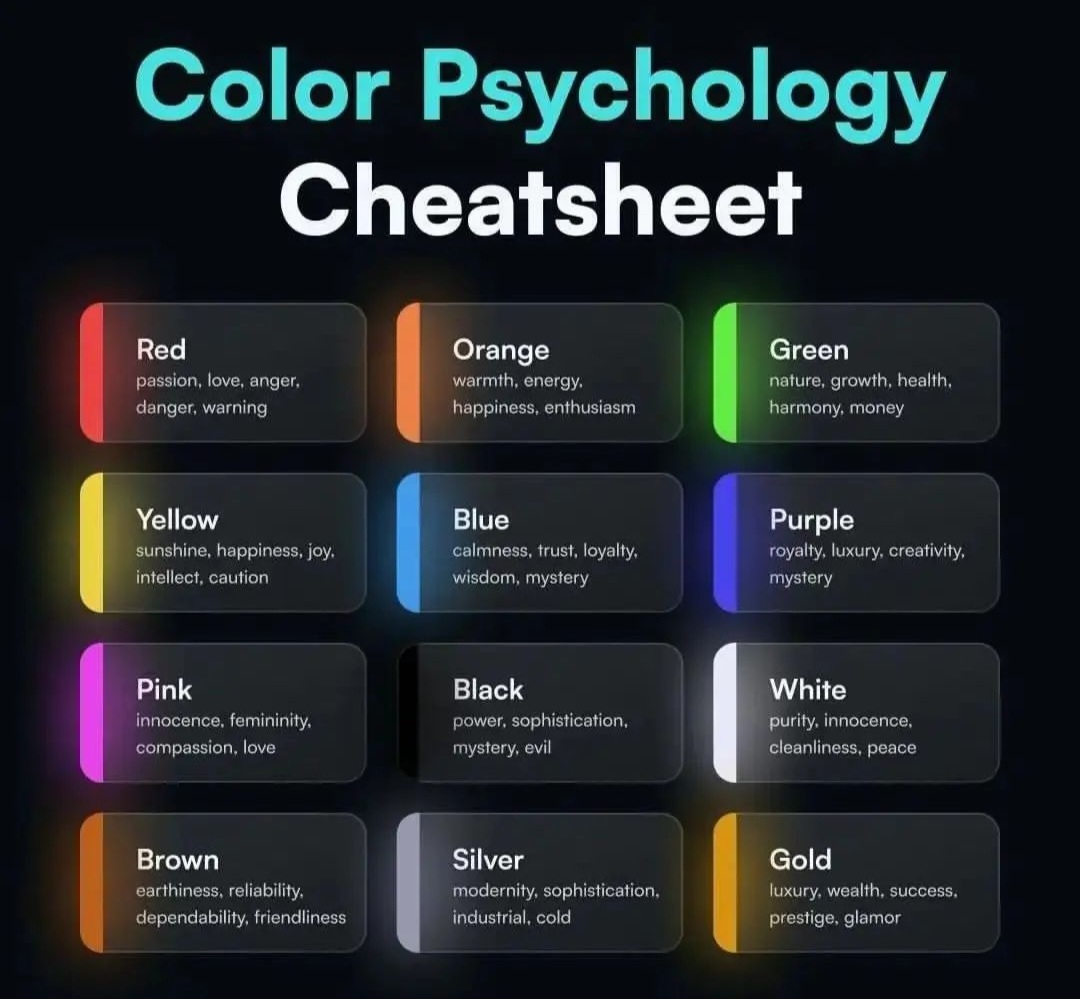 Color Psychology
Cheatsheet
Red
passion, love, anger,
danger, warning
Orange
warmth, energy,
happiness, enthusiasm
Green
nature, growth, health,
harmony, money
Yellow
sunshine, happiness, joy,
intellect, caution
Blue
calmness, trust, loyalty,
wisdom, mystery
Purple
royalty, luxury, creativity,
mystery
Pink
innocence, femininity,
compassion, love
Black
power, sophistication,
mystery, evil
White
purity, innocence,
cleanliness, peace
Brown
earthiness, reliability,
dependability, friendliness
Silver
modernity, sophistication,
industrial, cold
Gold
luxury, wealth, success,
prestige, glamor